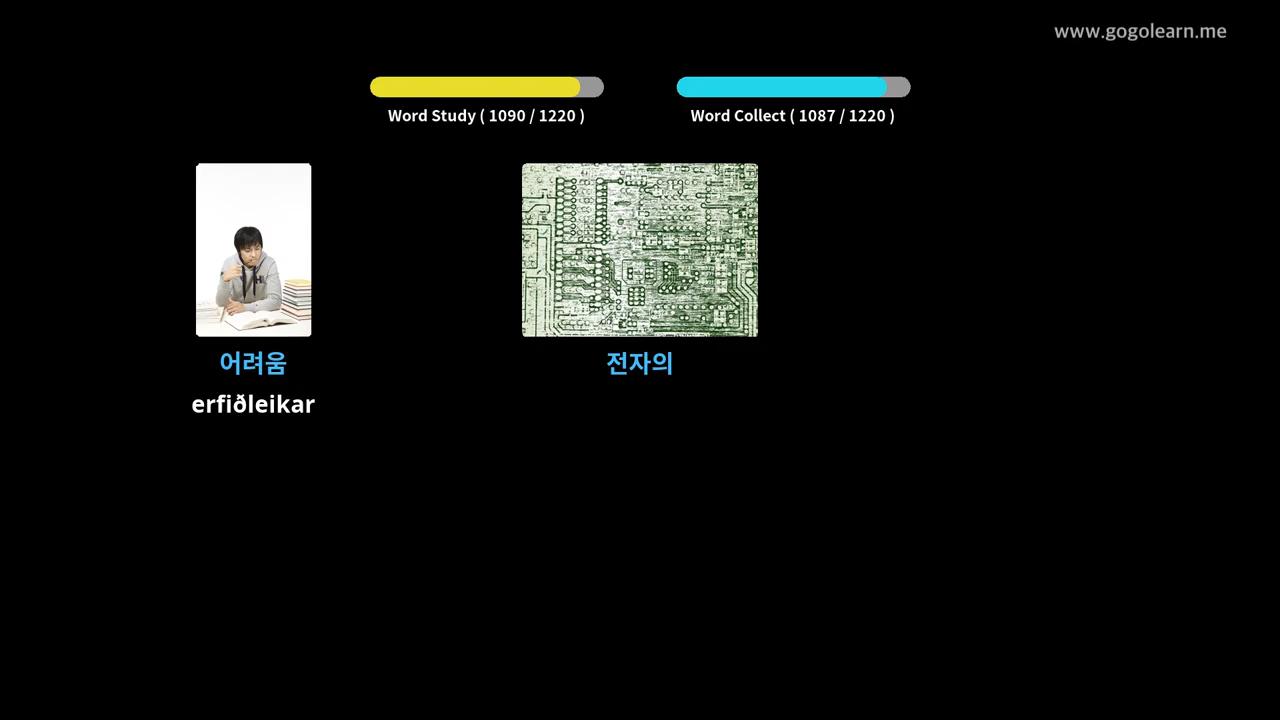 www.gogolearn.me
Word Study ( 1090 / 1220 )
Word Collect ( 1087 / 1220 )
어려움
전자의
erfiðleikar